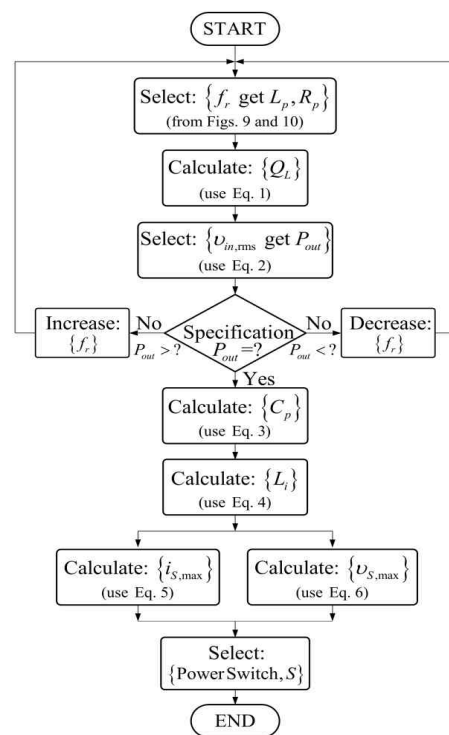 START
Select: {f_r get L_p, R_p}
(from Figs. 9 and 10)
Calculate: {Q_L}
(use Eq. 1)
Select: {υ_in,rms get P_out}
(use Eq. 2)
Increase:
{f_r}
No
P_out >?
Specification
P_out =?
No
P_out <?
Decrease:
{f_r}
Yes
Calculate: {C_p}
(use Eq. 3)
Calculate: {L_i}
(use Eq. 4)
Calculate: {i_S,max}
(use Eq. 5)
Calculate: {υ_S,max}
(use Eq. 6)
Select:
{Power Switch, S}
END